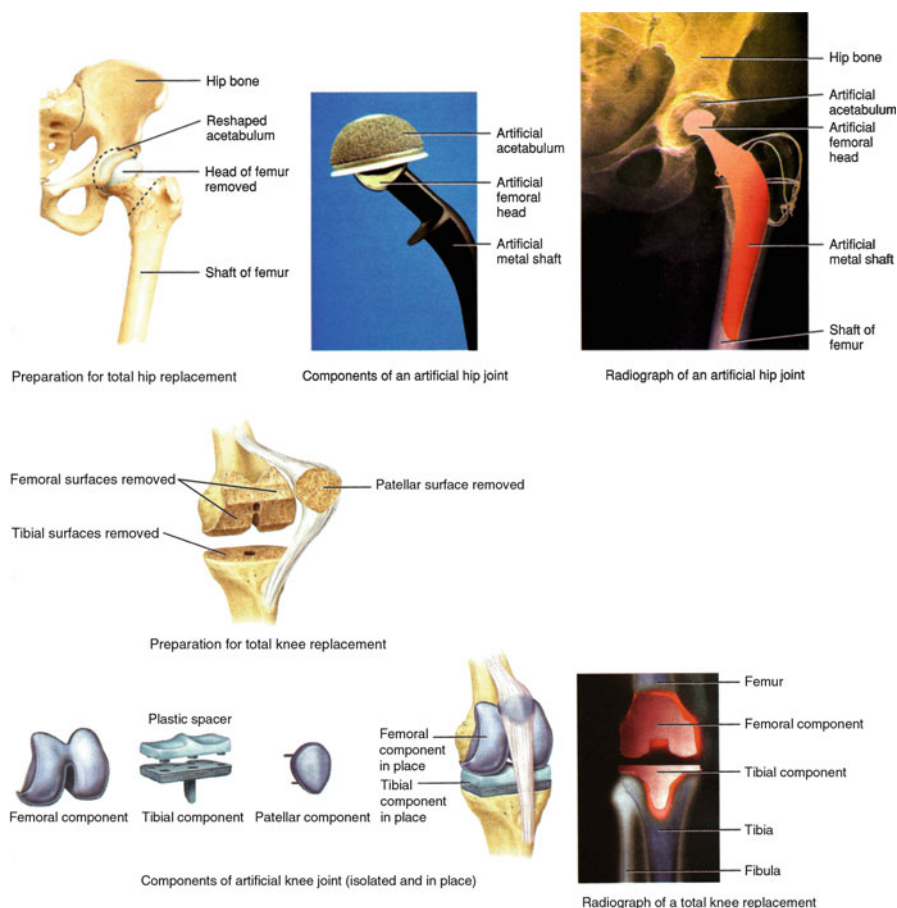 Hip bone
Reshaped
acetabulum
Head of femur
removed
Shaft of femur
Preparation for total hip replacement
Artificial
acetabulum
Artificial
femoral
head
Artificial
metal shaft
Components of an artificial hip joint
Hip bone
Artificial
acetabulum
Artificial
femoral
head
Artificial
metal shaft
Shaft of
femur
Radiograph of an artificial hip joint
Femoral surfaces removed
Tibial surfaces removed
Patellar surface removed
Preparation for total knee replacement
Femoral component
Plastic spacer
Tibial component
Patellar component
Femoral
component
in place
Tibial
component
in place
Components of artificial knee joint (isolated and in place)
Femur
Femoral component
Tibial component
Tibia
Fibula
Radiograph of a total knee replacement